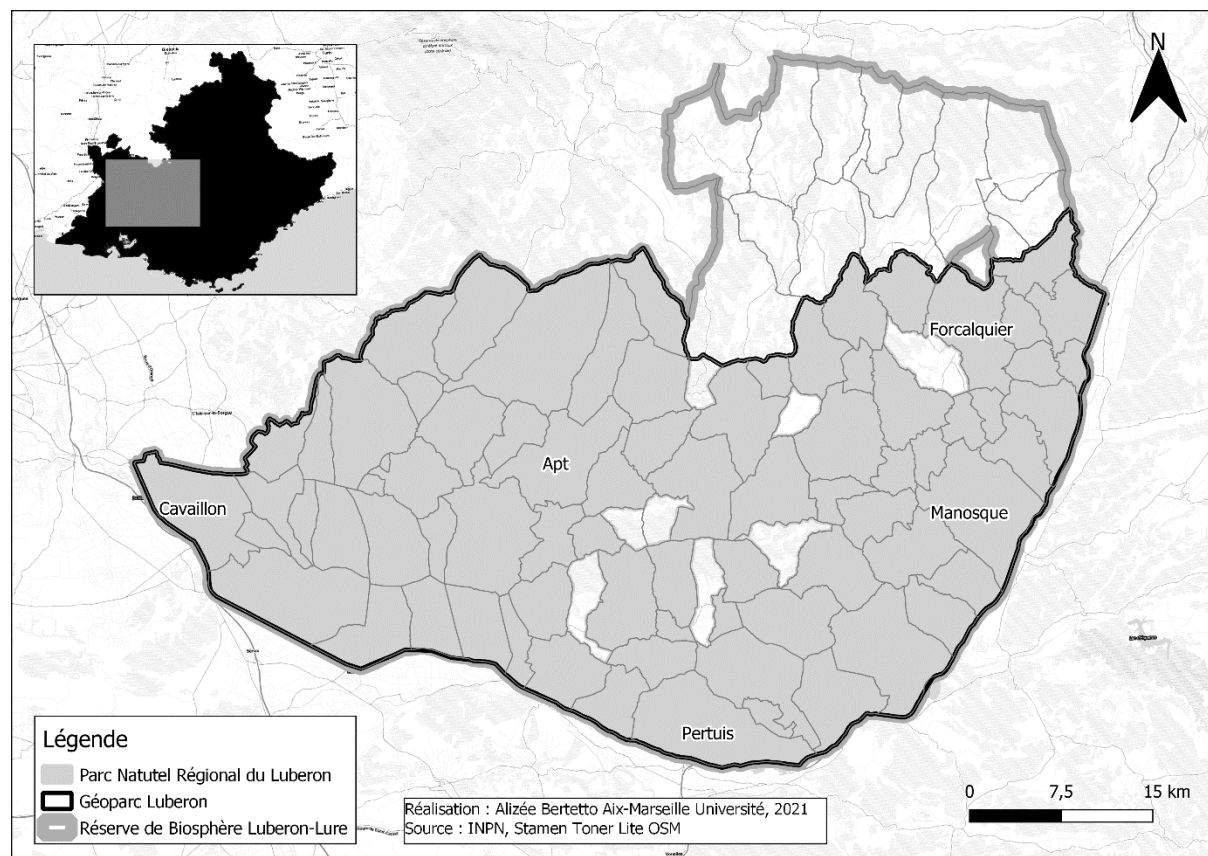 N
Forcalquier
Apt
Cavaillon
Manosque
Pertuis
Légende
Parc Natutel Régional du Luberon
Géoparc Luberon
Réserve de Biosphère Luberon-Lure
Réalisation : Alizée Bertetto Aix-Marseille Université, 2021
Source : INPN, Stamen Toner Lite OSM
0 7,5 15 km